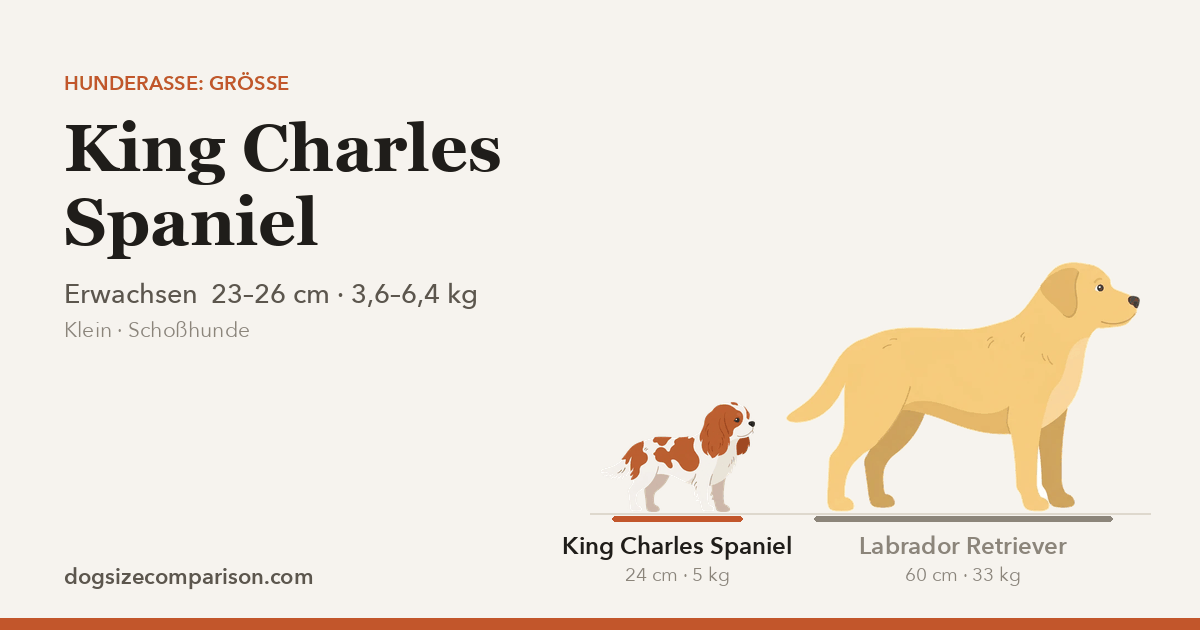 HUNDERASSE: GRÖSSE
King Charles
Spaniel
Erwachsen 23–26 cm · 3,6–6,4 kg
Klein · Schoßhunde
King Charles Spaniel
24 cm · 5 kg
Labrador Retriever
60 cm · 33 kg
dogsizecomparison.com